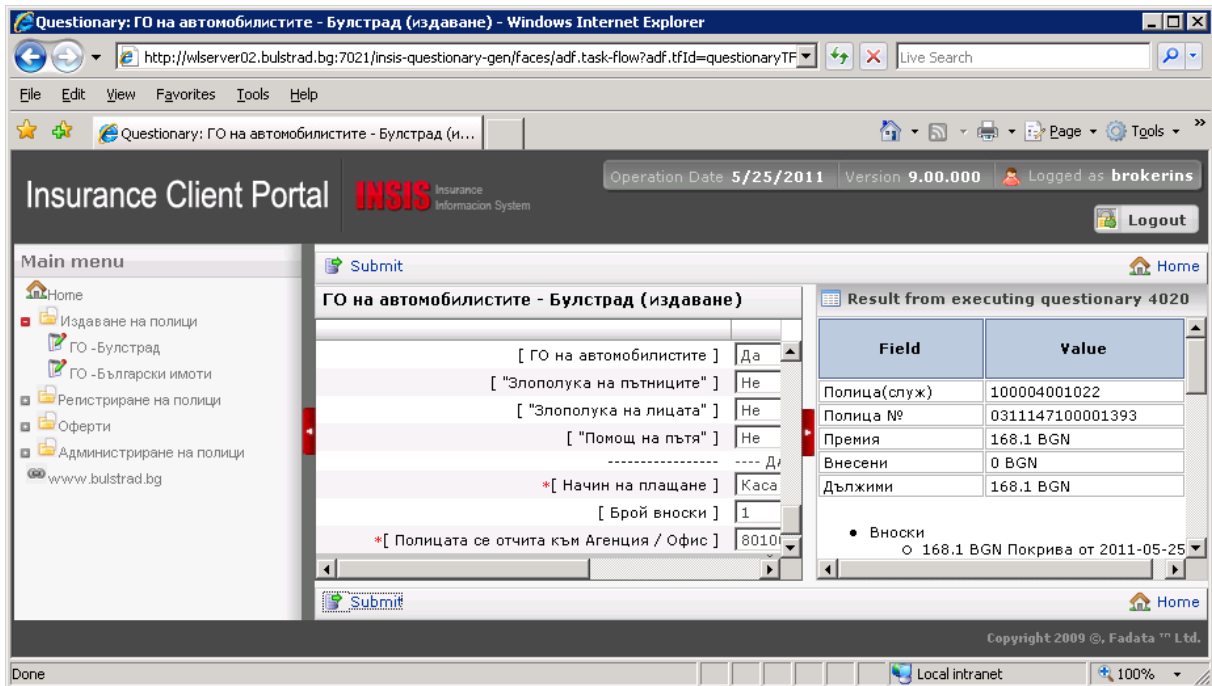 Questionary: ГО на автомобилистите - Булстрад (издаване) - Windows Internet Explorer
http://wlserver02.bulstrad.bg:7021/insis-questionary-gen/faces/adf.task-flow?adf.tfId=questionaryTF
Live Search
File Edit View Favorites Tools Help
Questionary: ГО на автомобилистите - Булстрад (и...
Page Tools »
Insurance Client Portal
INSIS Insurance Informacion System
Operation Date 5/25/2011 Version 9.00.000 Logged as brokerins
Logout
Main menu
Home
Издаване на полици
ГО -Булстрад
ГО -Български имоти
Регистриране на полици
Оферти
Администриране на полици
www.bulstrad.bg
Submit Home
ГО на автомобилистите - Булстрад (издаване)
[ ГО на автомобилистите ] Да
[ "Злополука на пътниците" ] Не
[ "Злополука на лицата" ] Не
[ "Помощ на пътя" ] Не
----------------- ----
*[ Начин на плащане ] Каса
[ Брой вноски ] 1
*[ Полицата се отчита към Агенция / Офис ]
Result from executing questionary 4020
Field Value
Полица(служ) 100004001022
Полица № 0311147100001393
Премия 168.1 BGN
Внесени 0 BGN
Дължими 168.1 BGN
• Вноски
168.1 BGN Покрива от 2011-05-25
Submit Home
Copyright 2009 ©, Fadata ™ Ltd.
Done Local intranet 100%